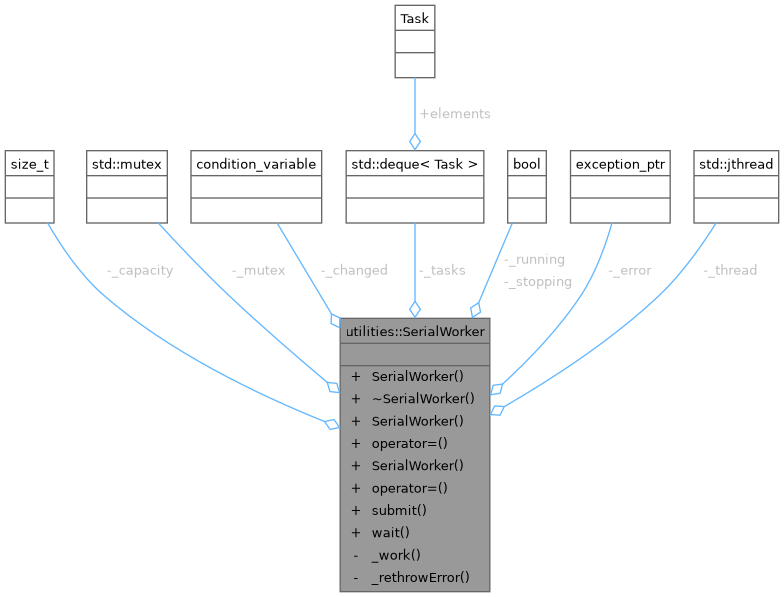 Task
+elements
size_t
std::mutex
condition_variable
std::deque< Task >
bool
exception_ptr
std::jthread
-_capacity
-_mutex
-_changed
-_tasks
-_running
-_stopping
-_error
-_thread
utilities::SerialWorker
+ SerialWorker()
+ ~SerialWorker()
+ SerialWorker()
+ operator=()
+ SerialWorker()
+ operator=()
+ submit()
+ wait()
- _work()
- _rethrowError()